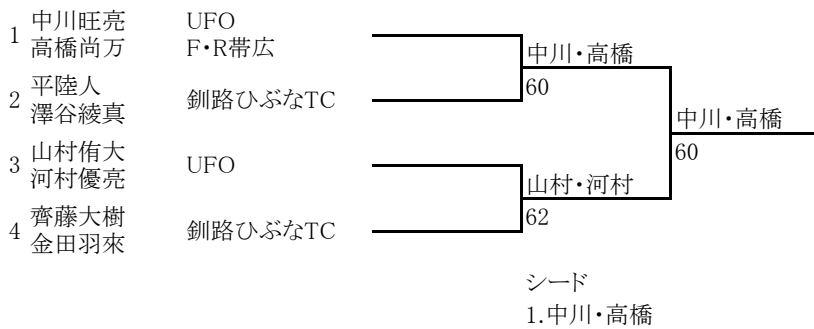 1 中川旺亮 UFO
高橋尚万 F・R帯広
中川・高橋
60
2 平陸人 釧路ひぶなTC
澤谷綾真
中川・高橋
60
3 山村侑大 UFO
河村優亮
山村・河村
62
4 齊藤大樹 釧路ひぶなTC
金田羽來
シード
1.中川・高橋